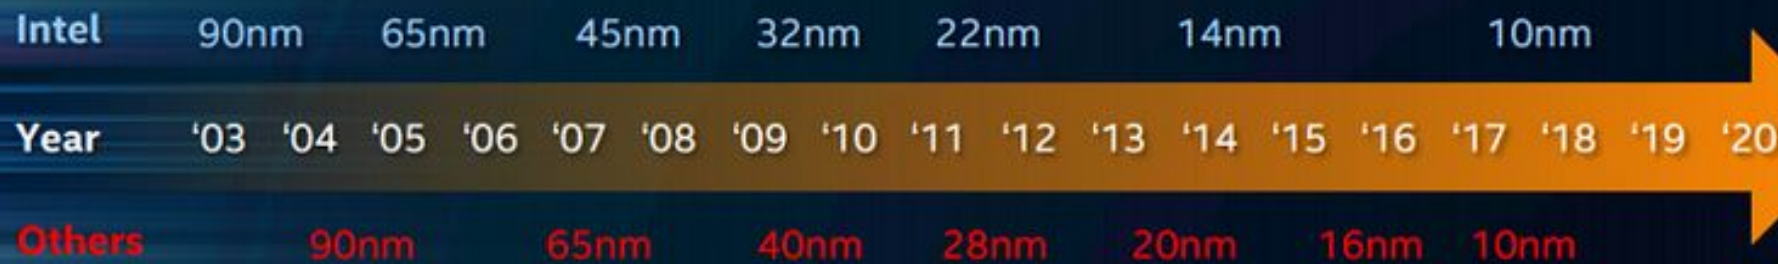 Intel 90nm 65nm 45nm 32nm 22nm 14nm 10nm
Year ‘03 ‘04 ‘05 ‘06 ‘07 ‘08 ‘09 ‘10 ‘11 ‘12 ‘13 ‘14 ‘15 ‘16 ‘17 ‘18 ‘19 ‘20
Others 90nm 65nm 40nm 28nm 20nm 16nm 10nm